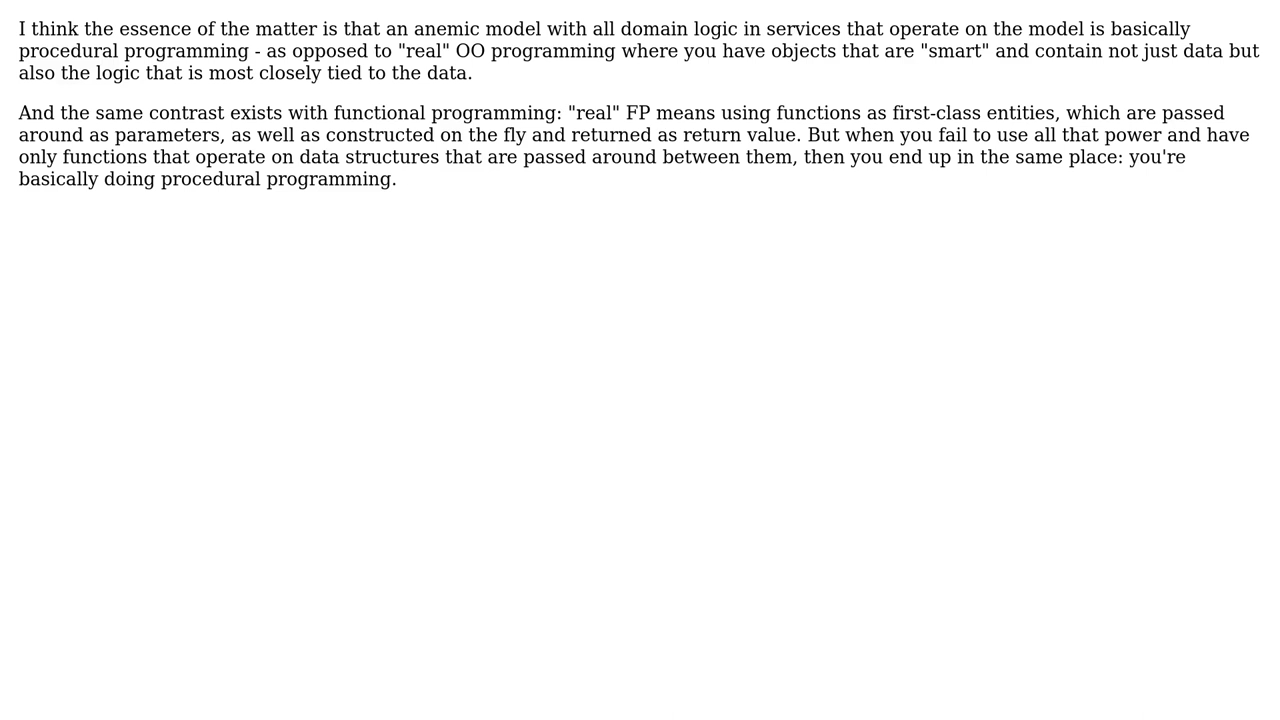 I think the essence of the matter is that an anemic model with all domain logic in services that operate on the model is basically
procedural programming - as opposed to "real" OO programming where you have objects that are "smart" and contain not just data but
also the logic that is most closely tied to the data.
And the same contrast exists with functional programming: "real" FP means using functions as first-class entities, which are passed
around as parameters, as well as constructed on the fly and returned as return value. But when you fail to use all that power and have
only functions that operate on data structures that are passed around between them, then you end up in the same place: you're
basically doing procedural programming.